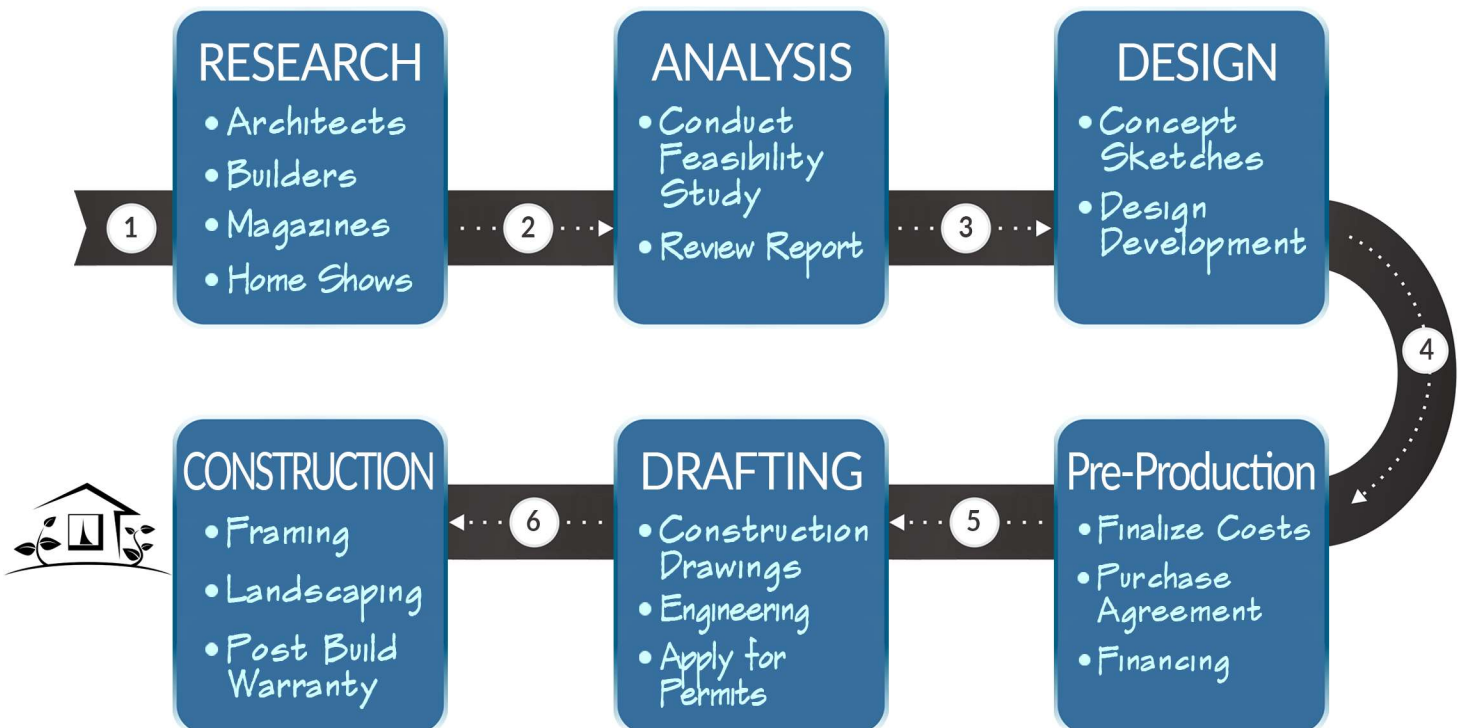 1
RESEARCH
• Architects
• Builders
• Magazines
• Home Shows
2
ANALYSIS
• Conduct
Feasibility
Study
• Review Report
3
DESIGN
• Concept
Sketches
• Design
Development
4
Pre-Production
• Finalize Costs
• Purchase
Agreement
• Financing
5
DRAFTING
• Construction
Drawings
• Engineering
• Apply for
Permits
6
CONSTRUCTION
• Framing
• Landscaping
• Post Build
Warranty